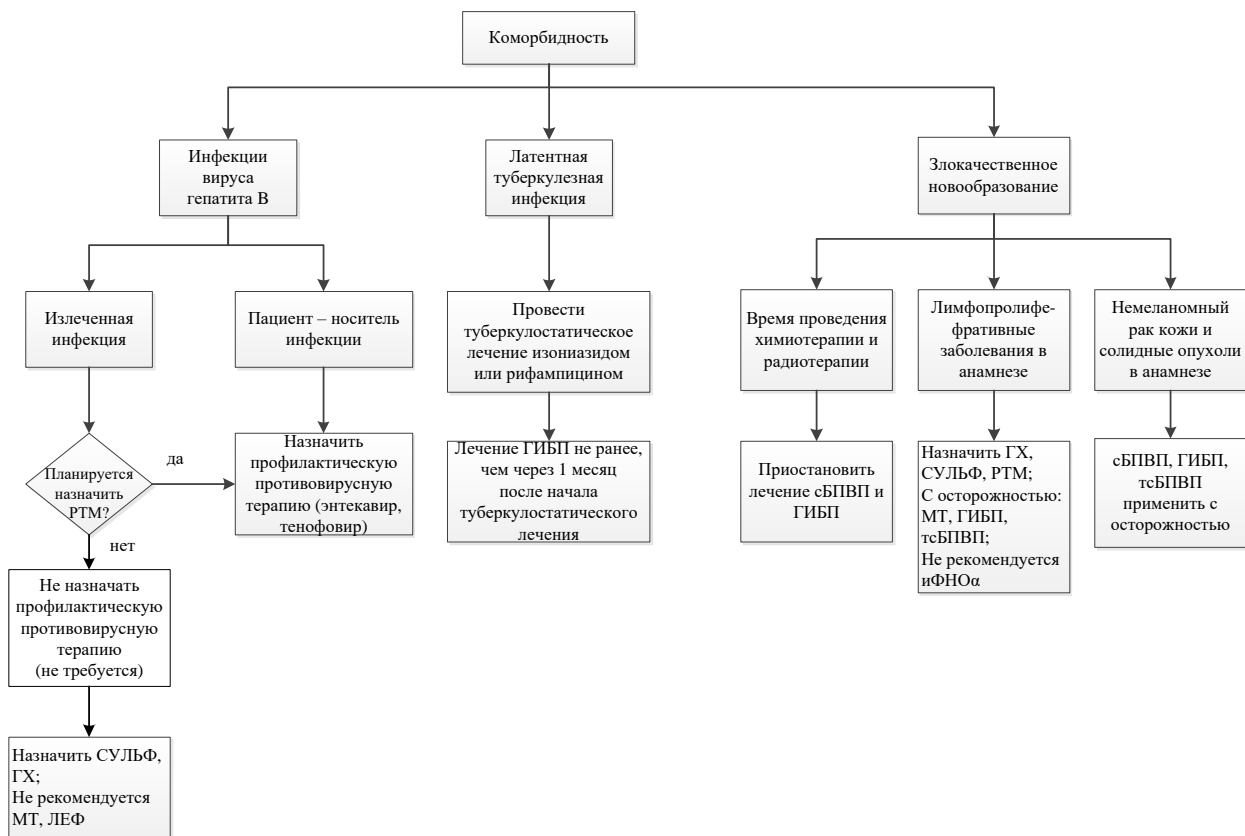 Коморбидность
Инфекции
вируса
гепатита В
Латентная
туберкулезная
инфекция
Злокачественное
новообразование
Излеченная
инфекция
Пациент – носитель
инфекции
Провести
туберкулостатическое
лечение изониазидом
или рифампицином
Время проведения
химиотерапии и
радиотерапии
Лимфопролифе-
фративные
заболевания в
анамнезе
Немеланомный
рак кожи и
солидные опухоли
в анамнезе
Планируется
назначить
РТМ?
да
нет
Назначить
профилактическую
противовирусную
терапию (энтекавир,
тенофовир)
Лечение ГИБП не ранее,
чем через 1 месяц
после начала
туберкулостатического
лечения
Приостановить
лечение сБПВП и
ГИБП
Назначить ГХ,
СУЛЬФ, РТМ;
С осторожностью:
МТ, ГИБП,
тсБПВП;
Не рекомендуется
иФНОα
сБПВП, ГИБП,
тсБПВП
применить с
осторожностью
Не назначать
профилактическую
противовирусную
терапию
(не требуется)
Назначить СУЛЬФ,
ГХ;
Не рекомендуется
МТ, ЛЕФ